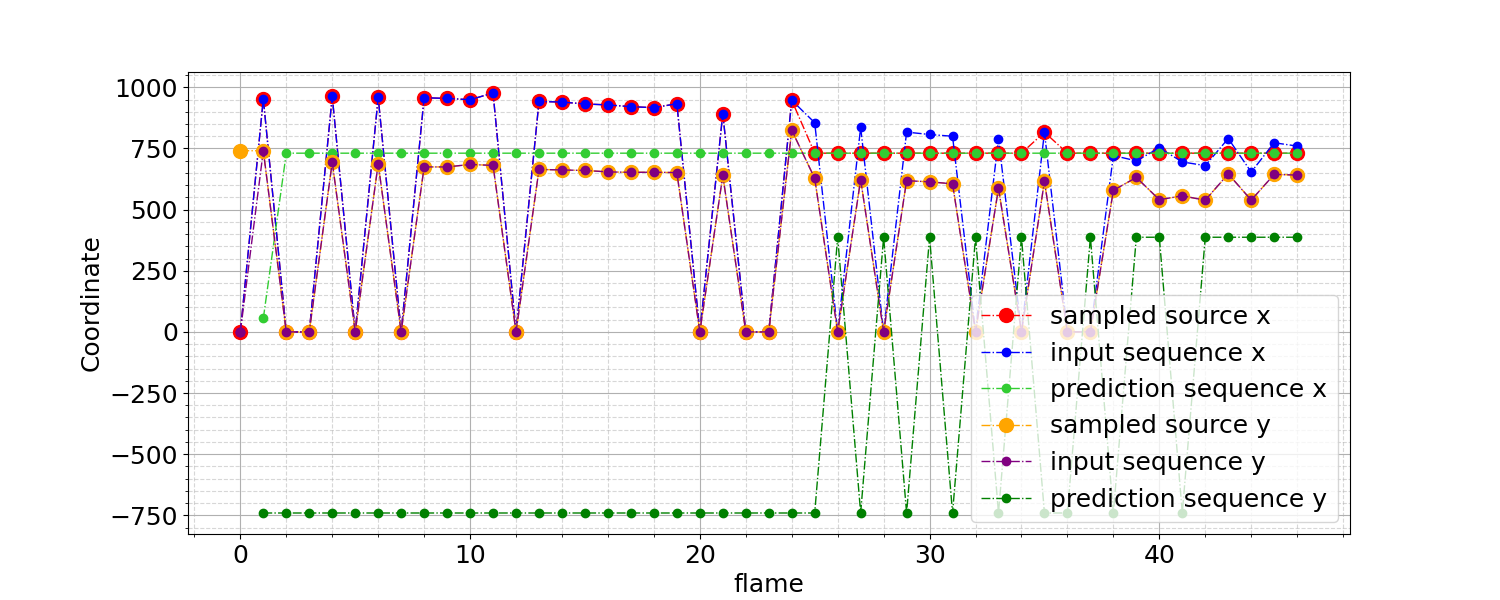 1000
750
500
250
0
−250
−500
−750
Coordinate
0
10
20
30
40
flame
sampled source x
input sequence x
prediction sequence x
sampled source y
input sequence y
prediction sequence y